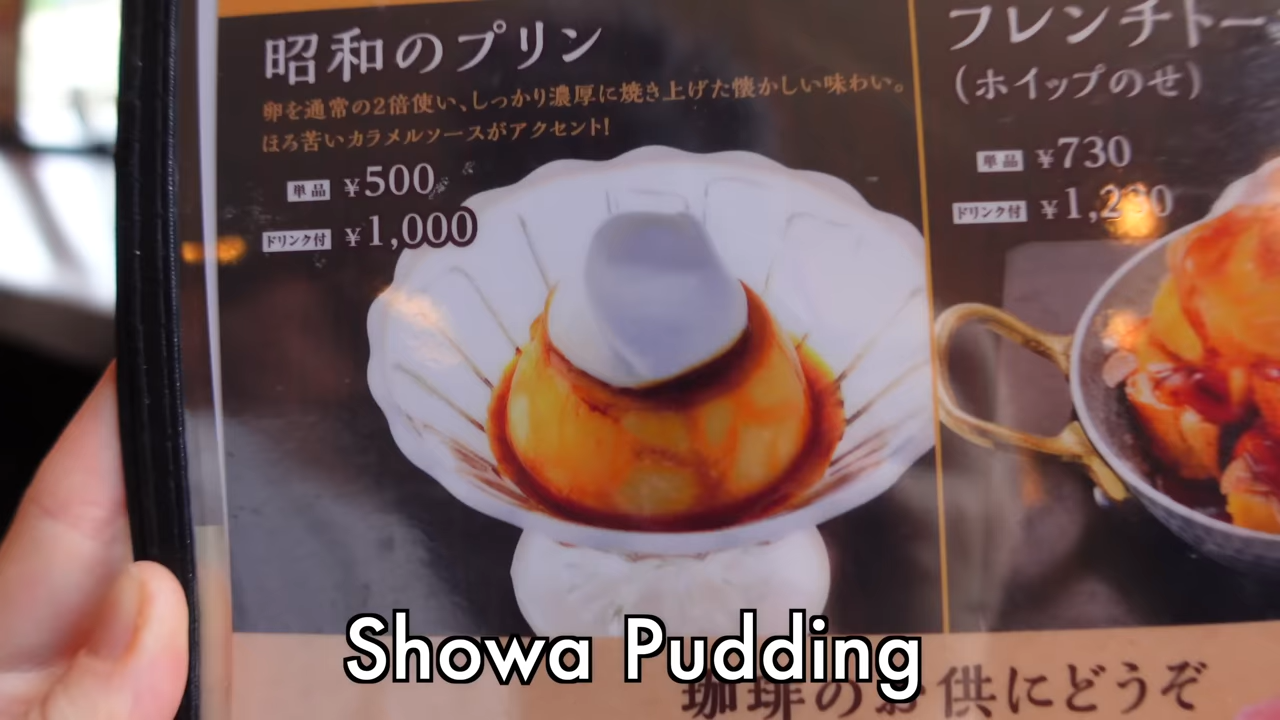 昭和のプリン
卵を通常の2倍使い、しっかり濃厚に焼き上げた懐かしい味わい。
ほろ苦いカラメルソースがアクセント!
単品 ¥500
ドリンク付 ¥1,000
フレンチトー
(ホイップのせ)
単品 ¥730
ドリンク付
Showa Pudding
珈琲のお供にどうぞ